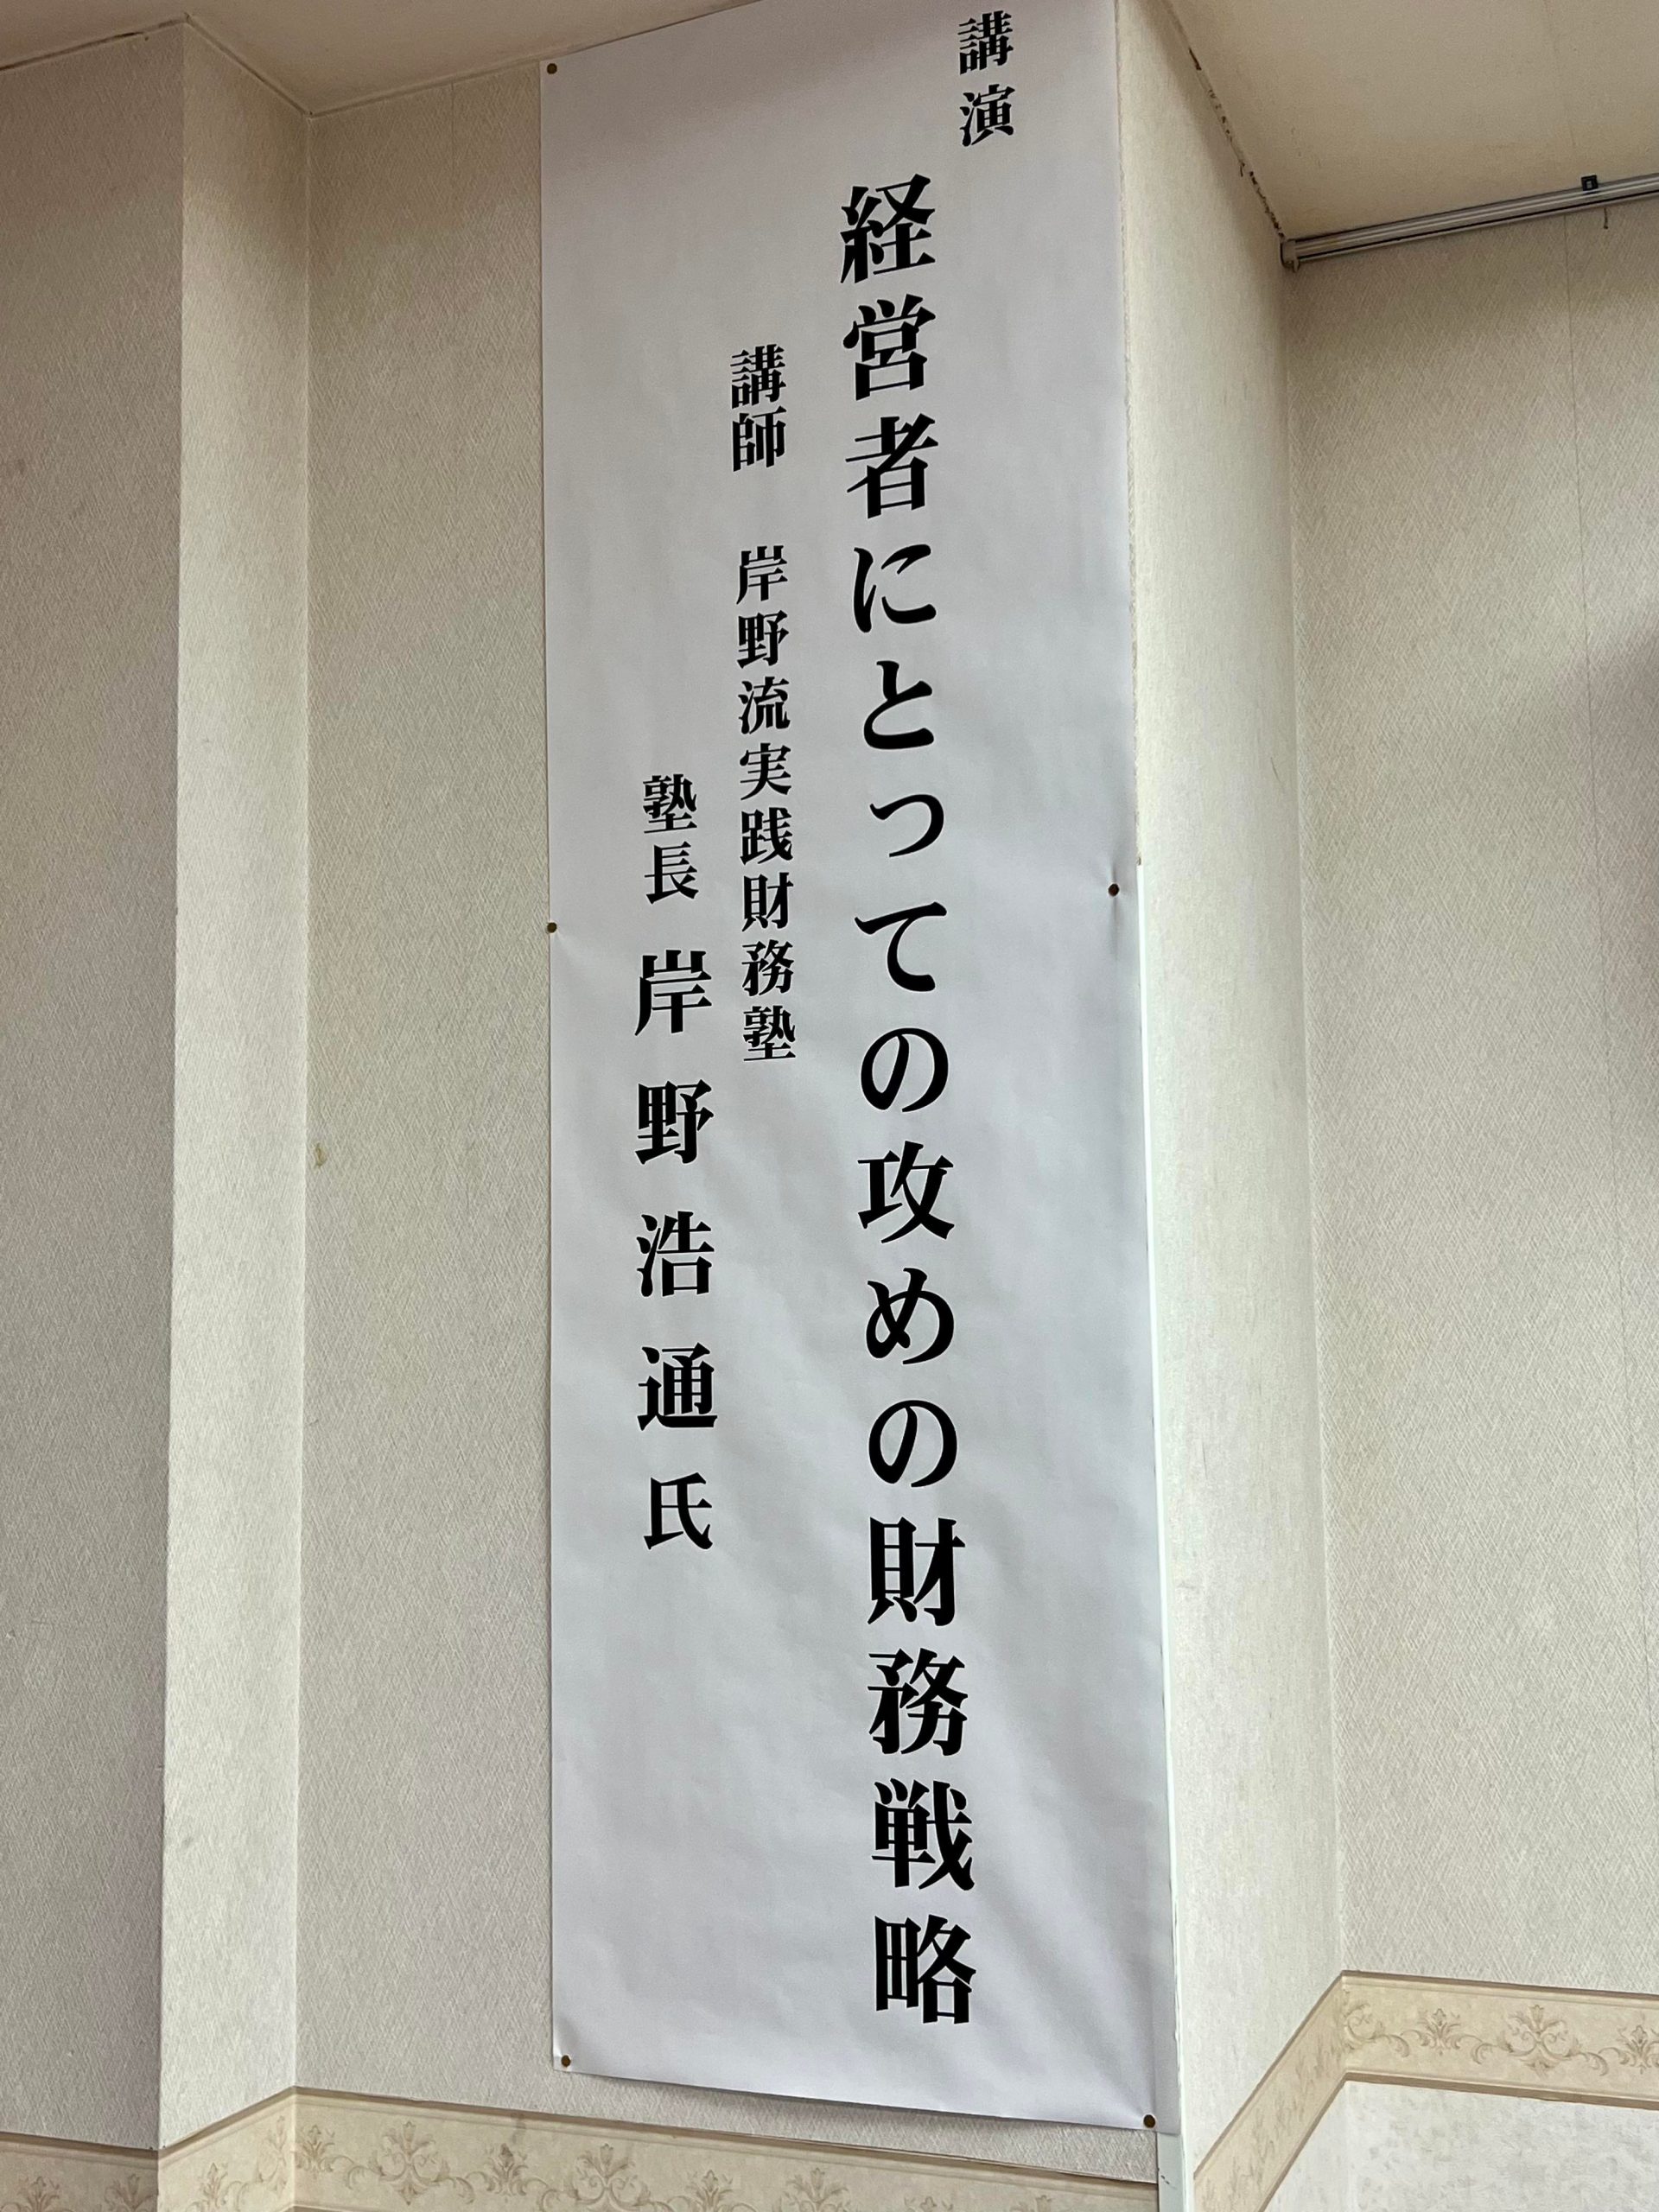 講演
経営者にとっての攻めの財務戦略
講師 岸野流実践財務塾
塾長 岸野浩通氏